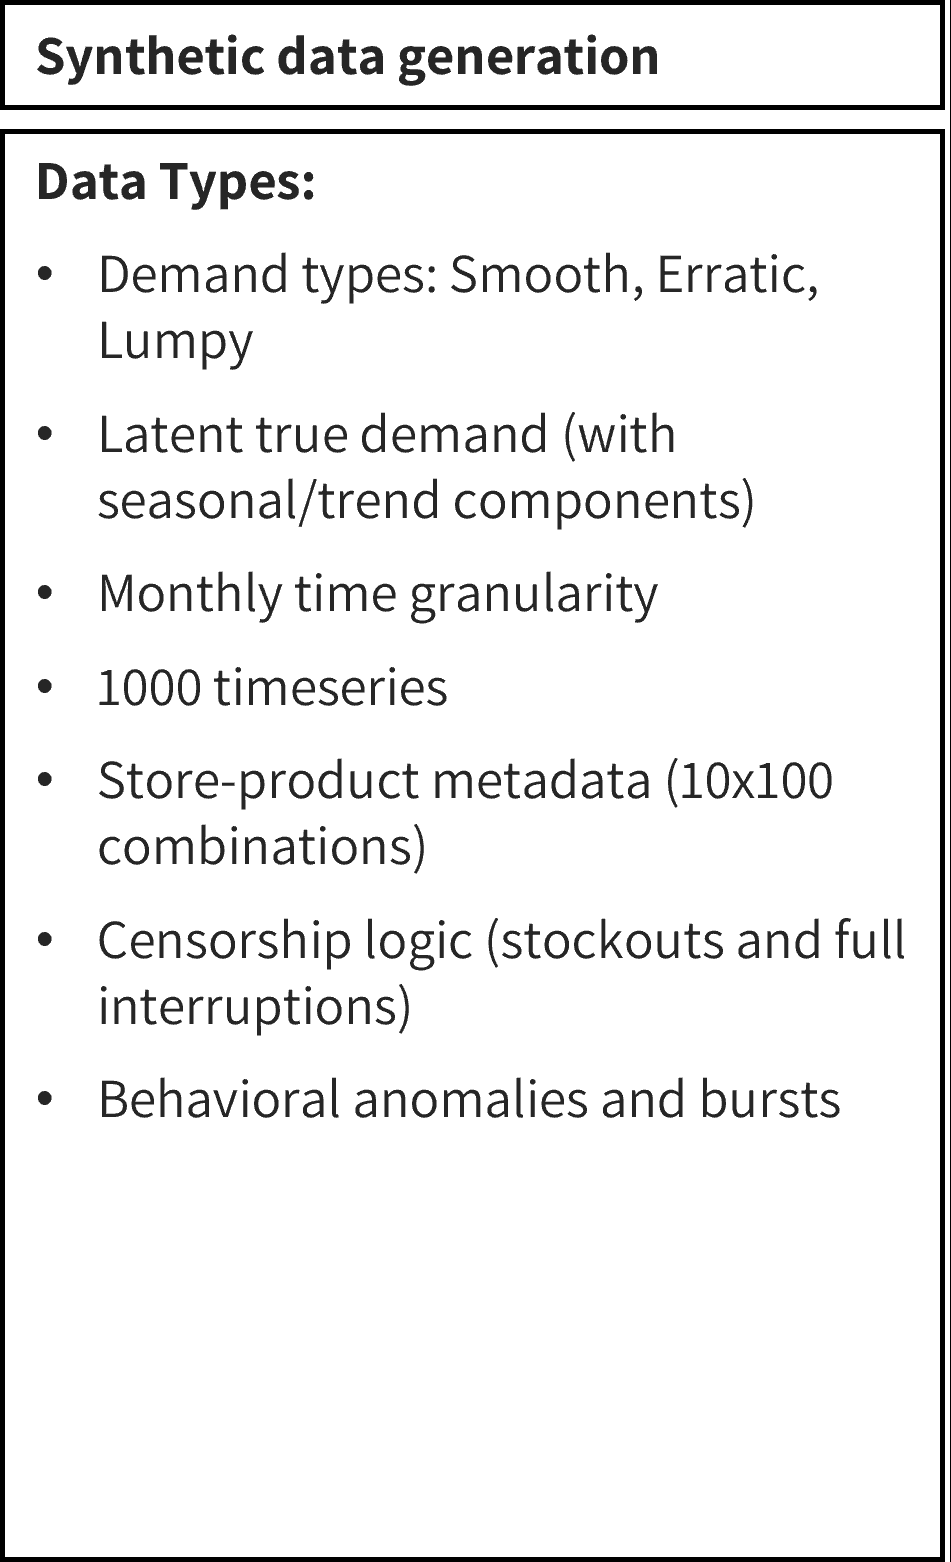 Synthetic data generation
Data Types:
• Demand types: Smooth, Erratic,
Lumpy
• Latent true demand (with
seasonal/trend components)
• Monthly time granularity
• 1000 timeseries
• Store-product metadata (10x100
combinations)
• Censorship logic (stockouts and full
interruptions)
• Behavioral anomalies and bursts